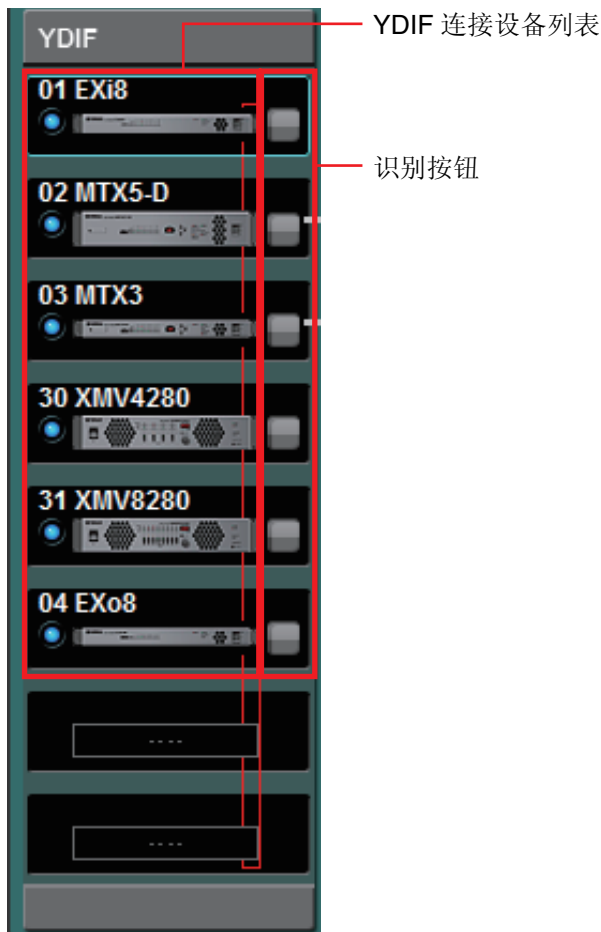 YDIF
YDIF 连接设备列表
01 EXi8
识别按钮
02 MTX5-D
03 MTX3
30 XMV4280
31 XMV8280
04 EXo8
----
----